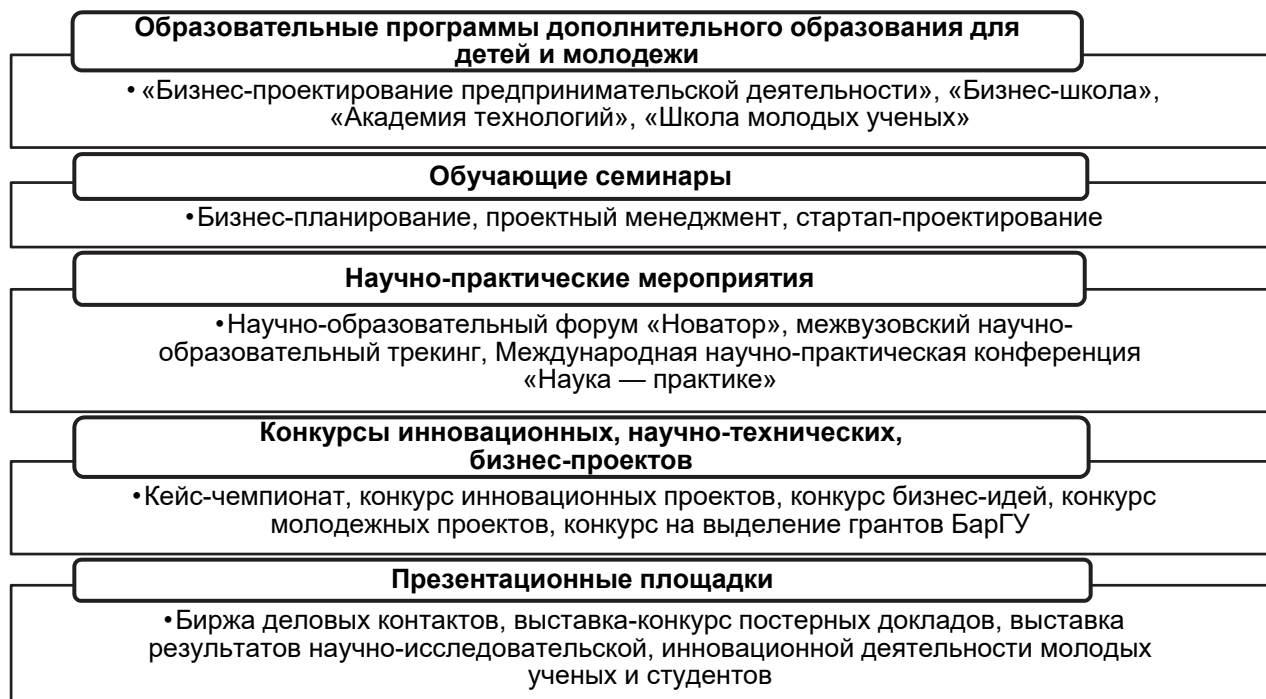 Образовательные программы дополнительного образования для
детей и молодежи
•«Бизнес-проектирование предпринимательской деятельности», «Бизнес-школа»,
«Академия технологий», «Школа молодых ученых»
Обучающие семинары
•Бизнес-планирование, проектный менеджмент, стартап-проектирование
Научно-практические мероприятия
•Научно-образовательный форум «Новатор», межвузовский научно-
образовательный трекинг, Международная научно-практическая конференция
«Наука — практике»
Конкурсы инновационных, научно-технических,
бизнес-проектов
•Кейс-чемпионат, конкурс инновационных проектов, конкурс бизнес-идей, конкурс
молодежных проектов, конкурс на выделение грантов БарГУ
Презентационные площадки
•Биржа деловых контактов, выставка-конкурс постерных докладов, выставка
результатов научно-исследовательской, инновационной деятельности молодых
ученых и студентов